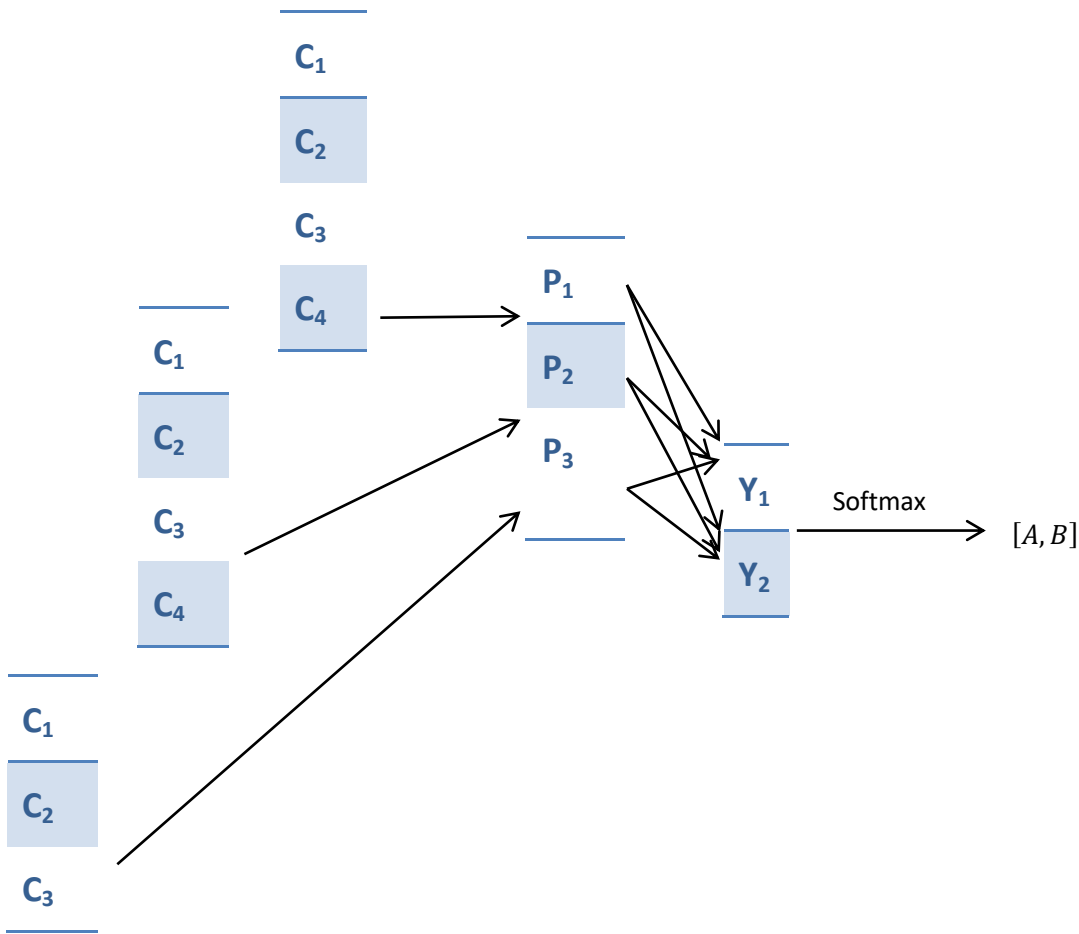 C₁
C₂
C₃
C₄
C₁
C₂
C₃
C₄
C₁
C₂
C₃
P₁
P₂
P₃
Y₁
Y₂
Softmax
[A, B]